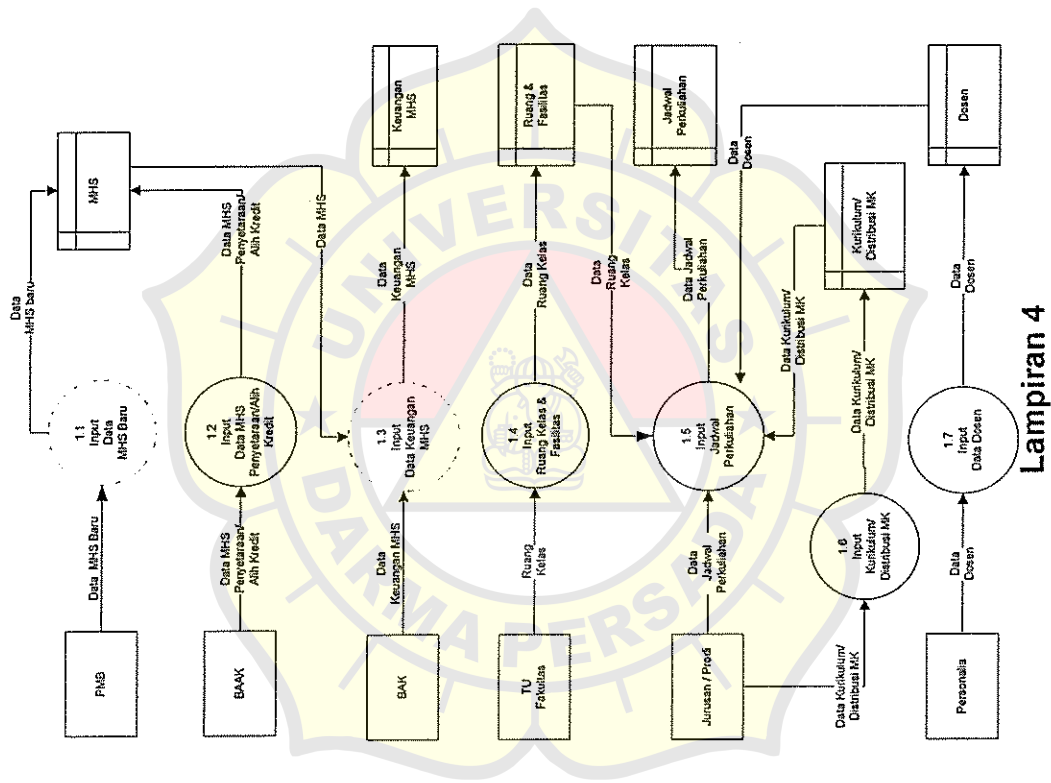 PMB
Data MHS Baru
1.1
Input
Data
MHS Baru
Data
MHS baru
MHS
BAAK
Data MHS
Penyetaraan/
Alih Kredit
1.2
Input
Data MHS
Penyetaraan/Alih
Kredit
Data MHS
Penyetaraan/
Alih Kredit
Data MHS
BAK
Data
Keuangan MHS
1.3
Input
Data Keuangan
MHS
Data
Keuangan
MHS
Keuangan
MHS
TU
Fakultas
Ruang
Kelas
1.4
Input
Ruang Kelas &
Fasilitas
Data
Ruang Kelas
Ruang &
Fasilitas
Data
Ruang
Kelas
Jurusan / Prodi
Data
Jadwal
Perkuliahan
1.5
Input
Jadwal
Perkuliahan
Data Jadwal
Perkuliahan
Jadwal
Perkuliahan
Data
Dosen
Data Kurikulum/
Distribusi MK
Data Kurikulum/
Distribusi MK
1.6
Input
Kurikulum/
Distribusi MK
Data Kurikulum/
Distribusi MK
Kurikulum/
Distribusi MK
Personalia
Data
Dosen
1.7
Input
Data Dosen
Data
Dosen
Dosen
Lampiran 4
UNIVERSITAS
DARMA PERSADA